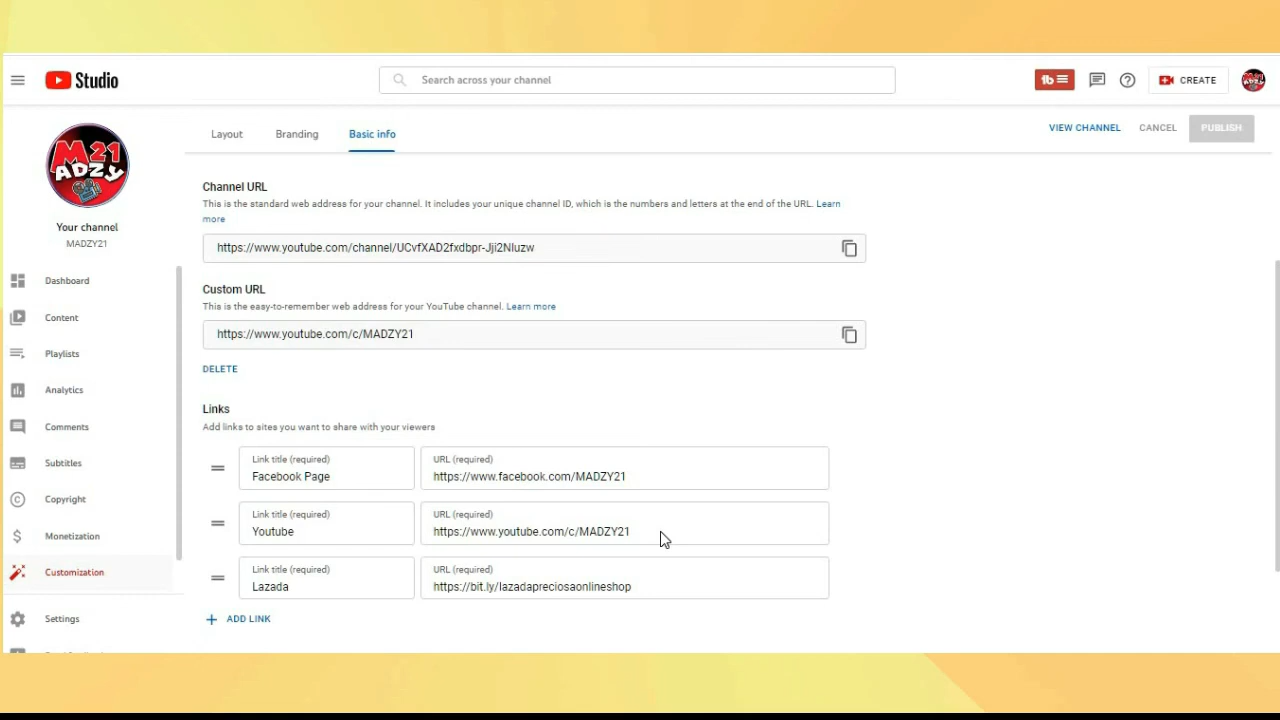 Studio
Search across your channel
CREATE
M21
ADZY
Your channel
MADZY21
Dashboard
Content
Playlists
Analytics
Comments
Subtitles
Copyright
Monetization
Customization
Settings
Layout
Branding
Basic info
VIEW CHANNEL
CANCEL
PUBLISH
Channel URL
This is the standard web address for your channel. It includes your unique channel ID, which is the numbers and letters at the end of the URL. Learn
more
https://www.youtube.com/channel/UCvfXAD2fxdbpr-Jji2NIuzw
Custom URL
This is the easy-to-remember web address for your YouTube channel. Learn more
https://www.youtube.com/c/MADZY21
DELETE
Links
Add links to sites you want to share with your viewers
Link title (required)
Facebook Page
URL (required)
https://www.facebook.com/MADZY21
Link title (required)
Youtube
URL (required)
https://www.youtube.com/c/MADZY21
Link title (required)
Lazada
URL (required)
https://bit.ly/lazadapreciosaonlineshop
+ ADD LINK